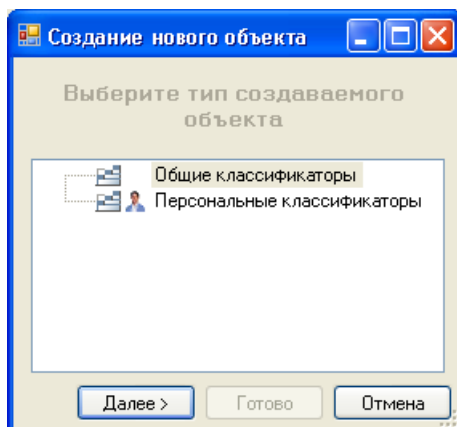 Создание нового объекта
Выберите тип создаваемого
объекта
Общие классификаторы
Персональные классификаторы
Далее >
Готово
Отмена